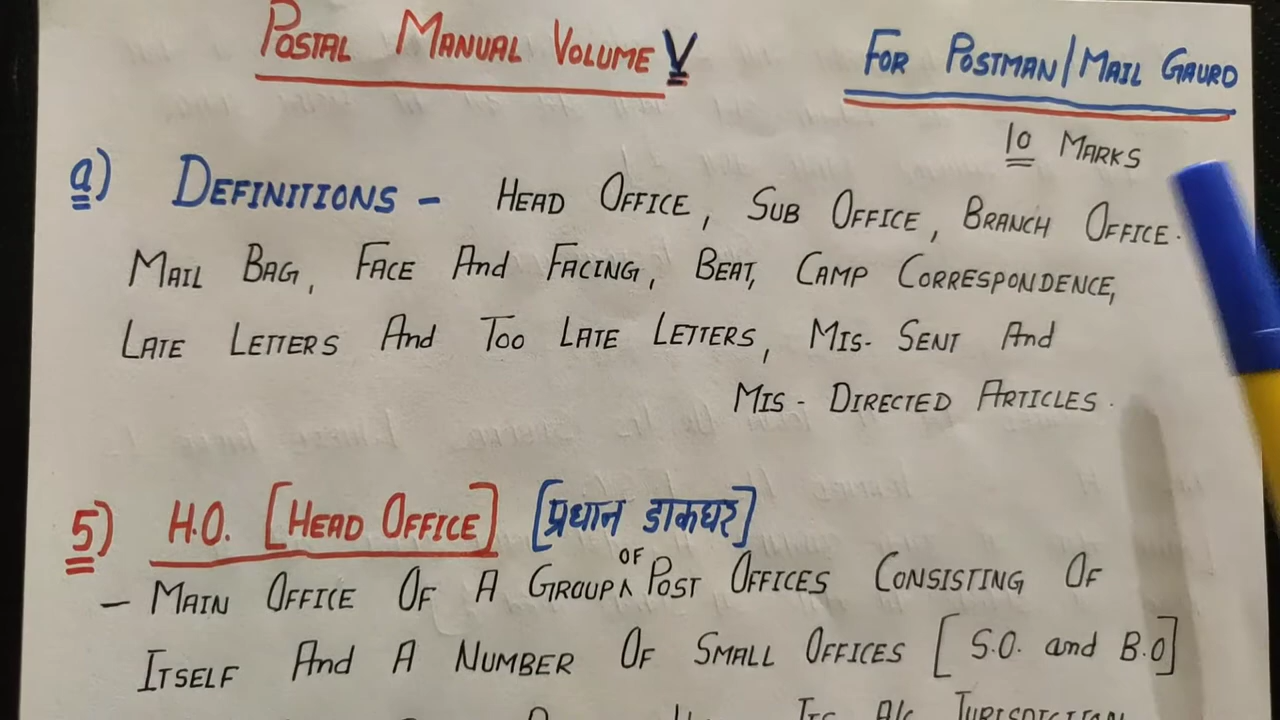 POSTAL MANUAL VOLUME V
FOR POSTMAN/MAIL GAURD
10 MARKS
a) DEFINITIONS - HEAD OFFICE, SUB OFFICE, BRANCH OFFICE.
MAIL BAG, FACE And FACING, BEAT, CAMP CORRESPONDENCE,
LATE LETTERS And Too LATE LETTERS, MIS- SENT And
MIS - DIRECTED ARTICLES.
5) H.O. [HEAD OFFICE] [प्रधान डाकघर]
- MAIN OFFICE OF A GROUP OF POST OFFICES CONSISTING OF
ITSELF And A NUMBER OF SMALL OFFICES [S.O. and B.O]
ITS A/C JURISDICTION